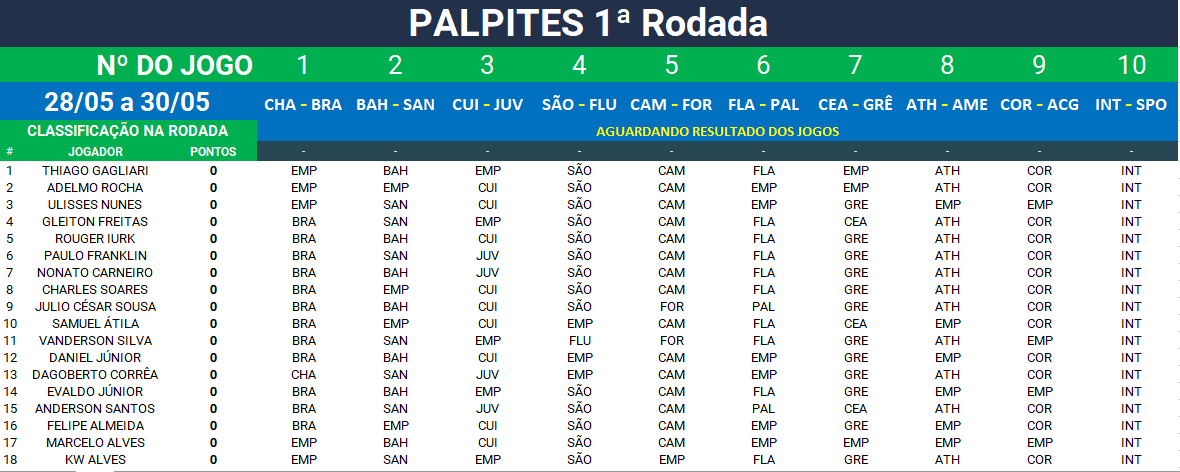 PALPITES 1ª Rodada
Nº DO JOGO 1 2 3 4 5 6 7 8 9 10
28/05 a 30/05 CHA - BRA BAH - SAN CUI - JUV SÃO - FLU CAM - FOR FLA - PAL CEA - GRÊ ATH - AME COR - ACG INT - SPO
CLASSIFICAÇÃO NA RODADA AGUARDANDO RESULTADO DOS JOGOS
# JOGADOR PONTOS - - - - - - - - - -
1 THIAGO GAGLIARI 0 EMP BAH EMP SÃO CAM FLA EMP ATH COR INT
2 ADELMO ROCHA 0 EMP EMP CUI SÃO CAM EMP EMP ATH COR INT
3 ULISSES NUNES 0 EMP SAN CUI SÃO CAM EMP GRE EMP EMP INT
4 GLEITON FREITAS 0 BRA SAN EMP SÃO CAM FLA CEA ATH COR INT
5 ROUGER IURK 0 BRA BAH CUI SÃO CAM FLA GRE ATH COR INT
6 PAULO FRANKLIN 0 BRA SAN JUV SÃO CAM FLA GRE ATH COR INT
7 NONATO CARNEIRO 0 BRA BAH JUV SÃO CAM FLA GRE ATH COR INT
8 CHARLES SOARES 0 BRA EMP CUI SÃO CAM FLA GRE ATH COR INT
9 JULIO CÉSAR SOUSA 0 BRA BAH CUI SÃO FOR PAL GRE ATH COR INT
10 SAMUEL ÁTILA 0 BRA EMP CUI EMP CAM FLA CEA EMP COR INT
11 VANDERSON SILVA 0 BRA BAH EMP FLU FOR FLA GRE ATH EMP INT
12 DANIEL JÚNIOR 0 BRA BAH CUI EMP CAM EMP GRE EMP COR INT
13 DAGOBERTO CORRÊA 0 CHA SAN JUV EMP CAM EMP GRE ATH COR INT
14 EVALDO JÚNIOR 0 BRA BAH EMP SÃO CAM FLA GRE EMP EMP INT
15 ANDERSON SANTOS 0 BRA SAN JUV SÃO CAM PAL CEA ATH COR INT
16 FELIPE ALMEIDA 0 BRA EMP CUI SÃO CAM FLA GRE ATH COR INT
17 MARCELO ALVES 0 EMP BAH CUI SÃO CAM EMP EMP EMP EMP INT
18 KW ALVES 0 EMP SAN EMP SÃO EMP FLA GRE ATH COR INT